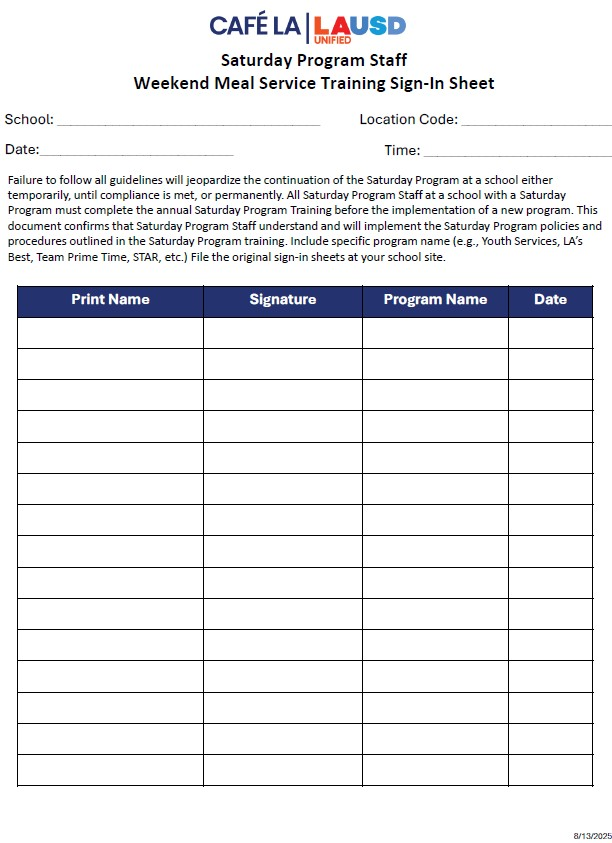 CAFÉ LA | LAUSD
UNIFIED
Saturday Program Staff
Weekend Meal Service Training Sign-In Sheet
School: ________________________________ Location Code: ____________________
Date:________________________ Time: ________________________
Failure to follow all guidelines will jeopardize the continuation of the Saturday Program at a school either
temporarily, until compliance is met, or permanently. All Saturday Program Staff at a school with a Saturday
Program must complete the annual Saturday Program Training before the implementation of a new program. This
document confirms that Saturday Program Staff understand and will implement the Saturday Program policies and
procedures outlined in the Saturday Program training. Include specific program name (e.g., Youth Services, LA’s
Best, Team Prime Time, STAR, etc.) File the original sign-in sheets at your school site.
Print Name Signature Program Name Date
8/13/2025